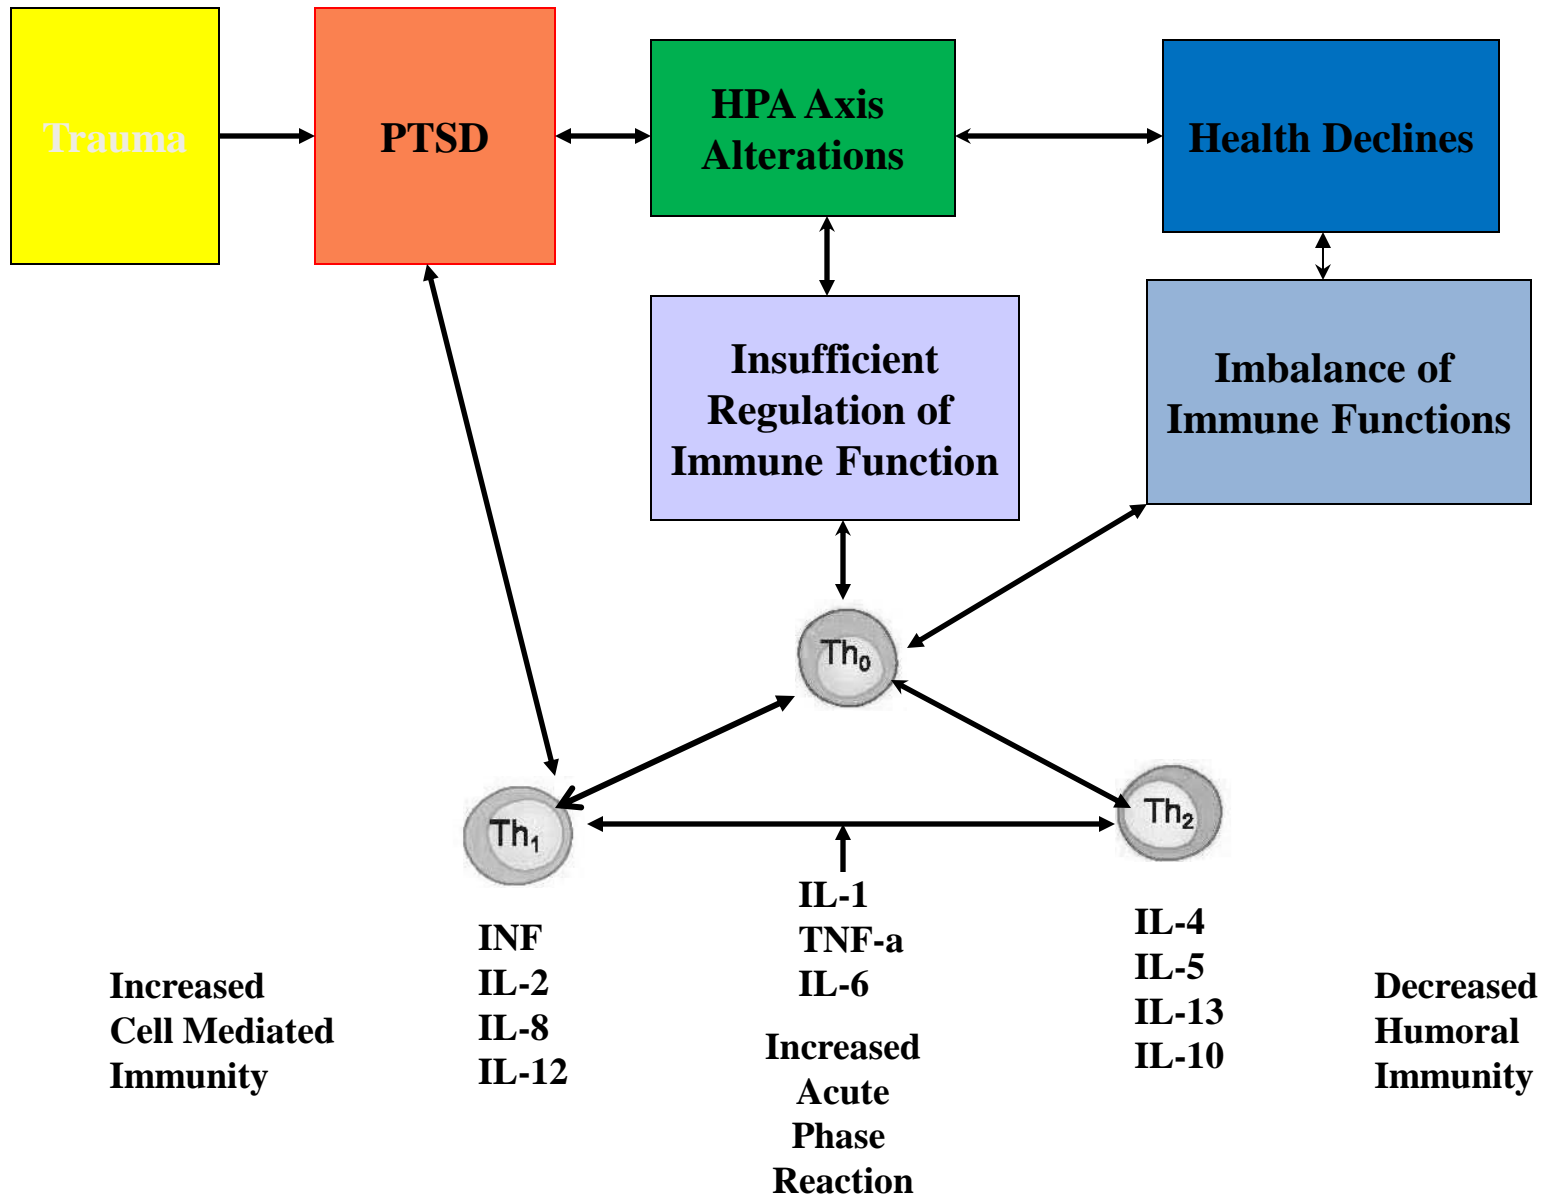 Trauma
PTSD
HPA Axis
Alterations
Health Declines
Insufficient
Regulation of
Immune Function
Imbalance of
Immune Functions
Th₀
Th₁
Th₂
Increased
Cell Mediated
Immunity
INF
IL-2
IL-8
IL-12
IL-1
TNF-a
IL-6
Increased
Acute
Phase
Reaction
IL-4
IL-5
IL-13
IL-10
Decreased
Humoral
Immunity